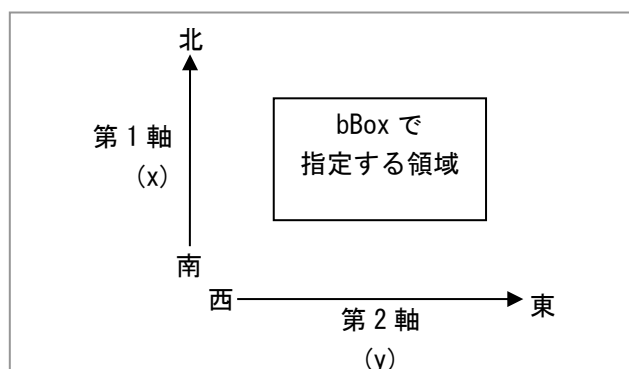 北
第1軸
(x)
南
bBox で
指定する領域
西
東
第2軸
(y)